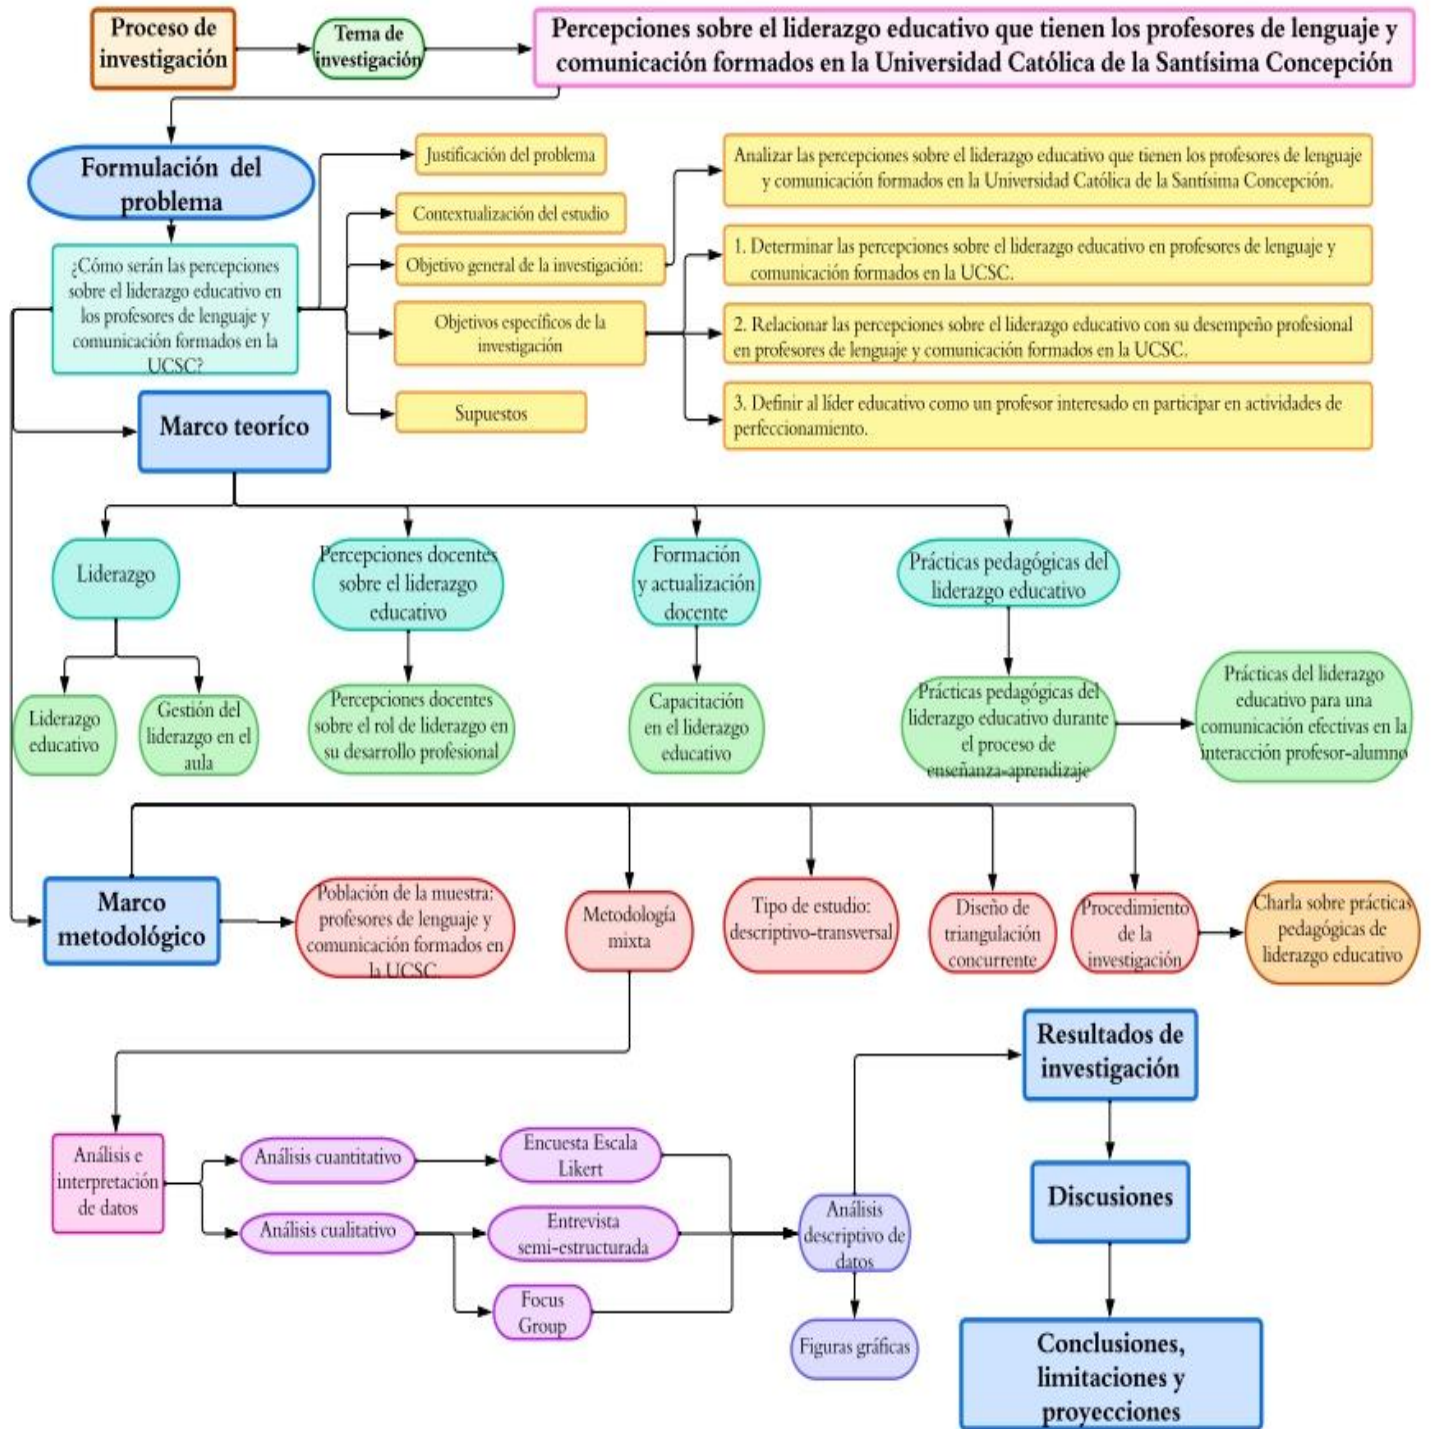 Proceso de
investigación
Tema de
investigación
Percepciones sobre el liderazgo educativo que tienen los profesores de lenguaje y
comunicación formados en la Universidad Católica de la Santísima Concepción
Formulación del
problema
¿Cómo serán las percepciones
sobre el liderazgo educativo en
los profesores de lenguaje y
comunicación formados en la
UCSC?
Justificación del problema
Contextualización del estudio
Objetivo general de la investigación:
Objetivos específicos de la
investigación
Supuestos
Analizar las percepciones sobre el liderazgo educativo que tienen los profesores de lenguaje
y comunicación formados en la Universidad Católica de la Santísima Concepción.
1. Determinar las percepciones sobre el liderazgo educativo en profesores de lenguaje y
comunicación formados en la UCSC.
2. Relacionar las percepciones sobre el liderazgo educativo con su desempeño profesional
en profesores de lenguaje y comunicación formados en la UCSC.
3. Definir al líder educativo como un profesor interesado en participar en actividades de
perfeccionamiento.
Marco teoríco
Liderazgo
Percepciones docentes
sobre el liderazgo
educativo
Formación
y actualización
docente
Prácticas pedagógicas del
liderazgo educativo
Liderazgo
educativo
Gestión del
liderazgo en el
aula
Percepciones docentes
sobre el rol de liderazgo en
su desarrollo profesional
Capacitación
en el liderazgo
educativo
Prácticas pedagógicas del
liderazgo educativo durante
el proceso de
enseñanza-aprendizaje
Prácticas del liderazgo
educativo para una
comunicación efectivas en la
interacción profesor-alumno
Marco
metodológico
Población de la muestra:
profesores de lenguaje y
comunicación formados en
la UCSC.
Metodología
mixta
Tipo de estudio:
descriptivo-transversal
Diseño de
triangulación
concurrente
Procedimiento
de la
investigación
Charla sobre prácticas
pedagógicas de
liderazgo educativo
Análisis e
interpretación
de datos
Análisis cuantitativo
Análisis cualitativo
Encuesta Escala
Likert
Entrevista
semi-estructurada
Focus
Group
Análisis
descriptivo de
datos
Figuras gráficas
Resultados de
investigación
Discusiones
Conclusiones,
limitaciones y
proyecciones